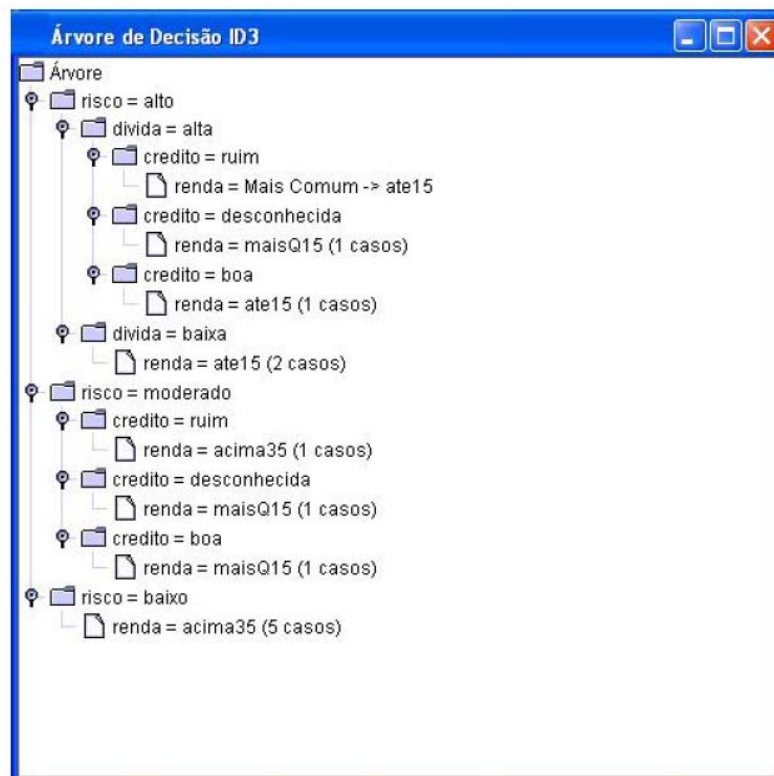 Árvore de Decisão ID3
Árvore
risco = alto
divida = alta
credito = ruim
renda = Mais Comum -> ate15
credito = desconhecida
renda = maisQ15 (1 casos)
credito = boa
renda = ate15 (1 casos)
divida = baixa
renda = ate15 (2 casos)
risco = moderado
credito = ruim
renda = acima35 (1 casos)
credito = desconhecida
renda = maisQ15 (1 casos)
credito = boa
renda = maisQ15 (1 casos)
risco = baixo
renda = acima35 (5 casos)